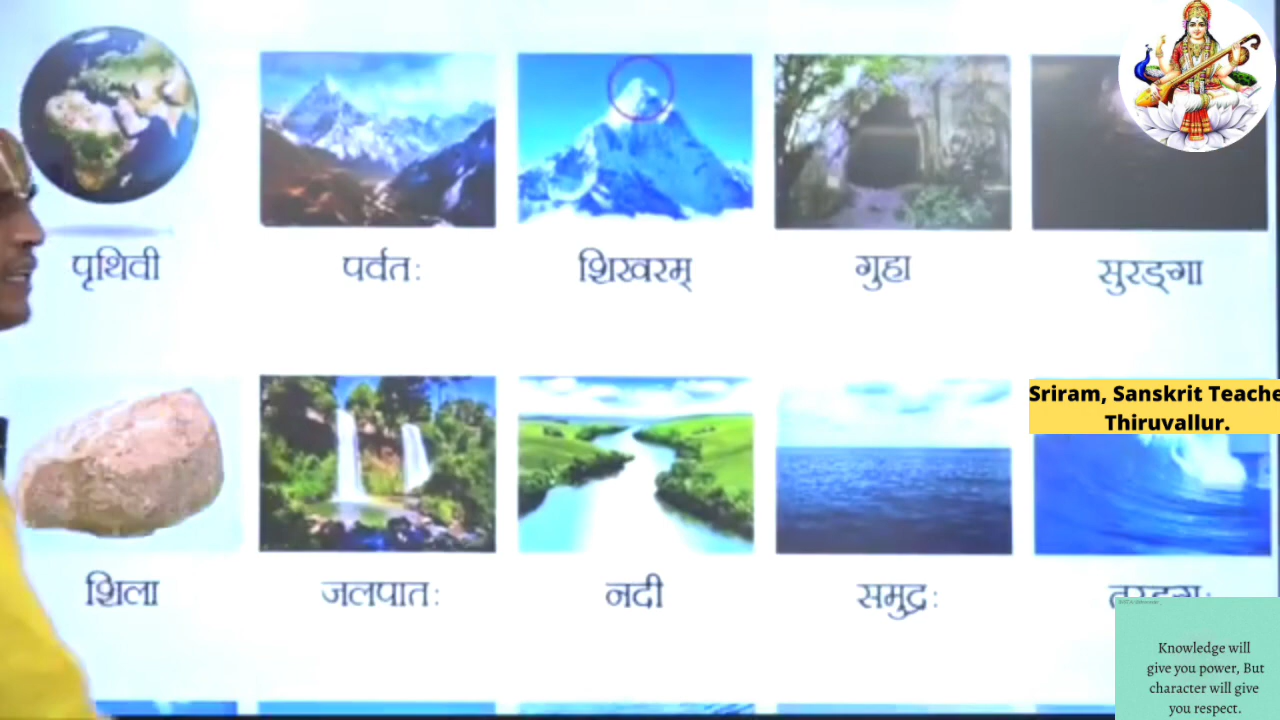 पृथिवी
पर्वतः
शिखरम्
गुहा
सुरङ्गा
Sriram, Sanskrit Teache
Thiruvallur.
शिला
जलपातः
नदी
समुद्रः
Knowledge will
give you power, But
character will give
you respect.